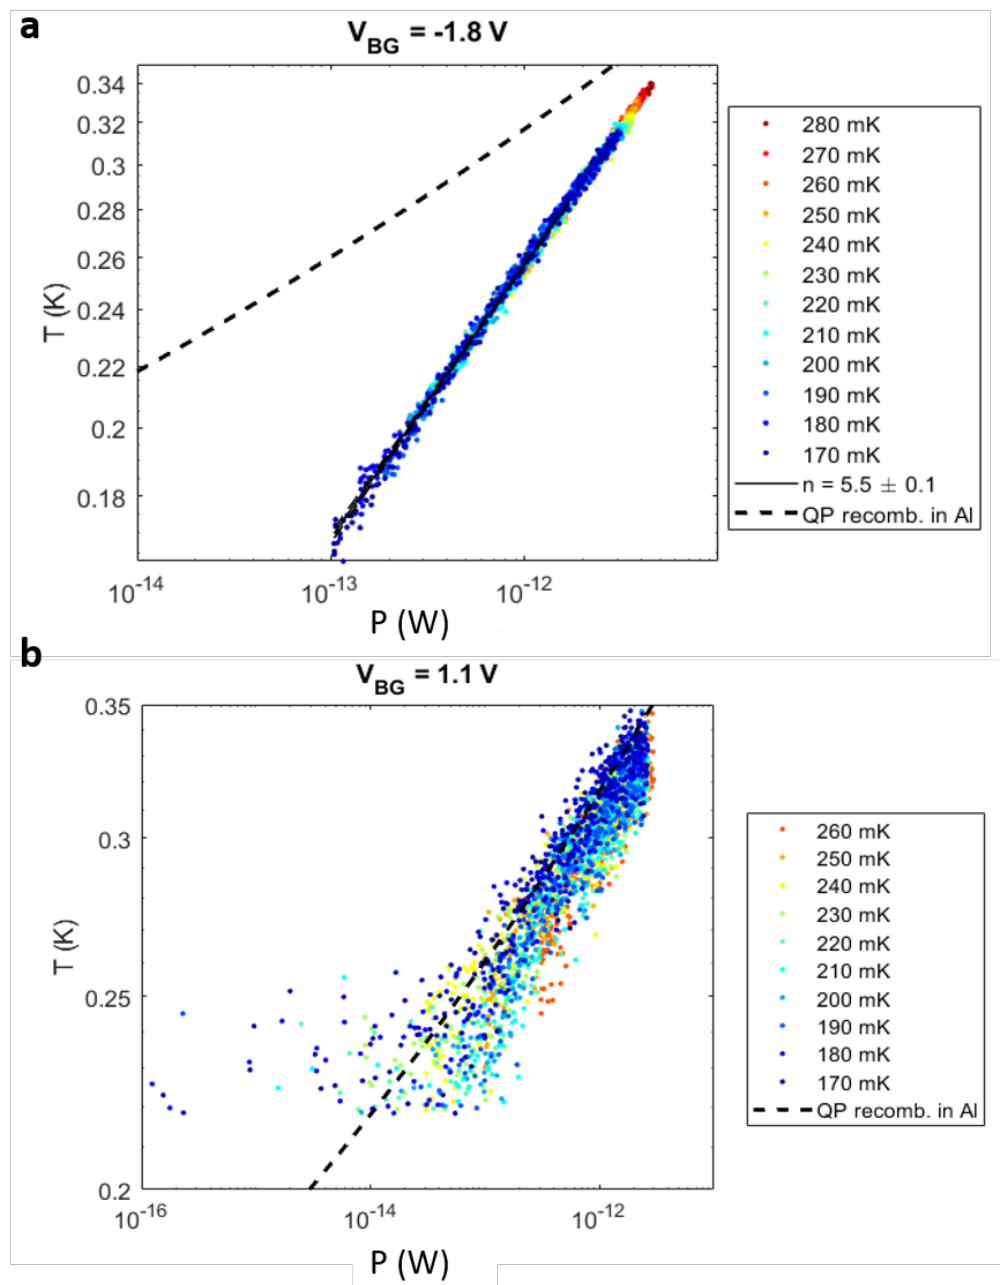 a
V_BG = -1.8 V
0.34
0.32
0.3
0.28
0.26
0.24
0.22
0.2
0.18
T (K)
10^-14
10^-13
10^-12
P (W)
280 mK
270 mK
260 mK
250 mK
240 mK
230 mK
220 mK
210 mK
200 mK
190 mK
180 mK
170 mK
n = 5.5 ± 0.1
QP recomb. in Al
b
V_BG = 1.1 V
0.35
0.3
0.25
0.2
T (K)
10^-16
10^-14
10^-12
P (W)
260 mK
250 mK
240 mK
230 mK
220 mK
210 mK
200 mK
190 mK
180 mK
170 mK
QP recomb. in Al